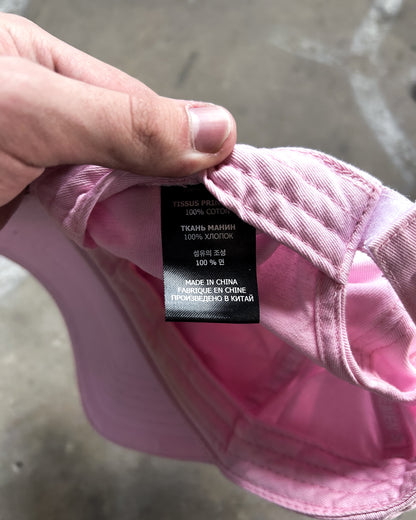 TISSUS PRIN
100% COTON
ТКАНЬ МАНИН
100% ХЛОПОК
섬유의 조성
100 % 면
MADE IN CHINA
FABRIQUE EN CHINE
ПРОИЗВЕДЕНО В КИТАЙ